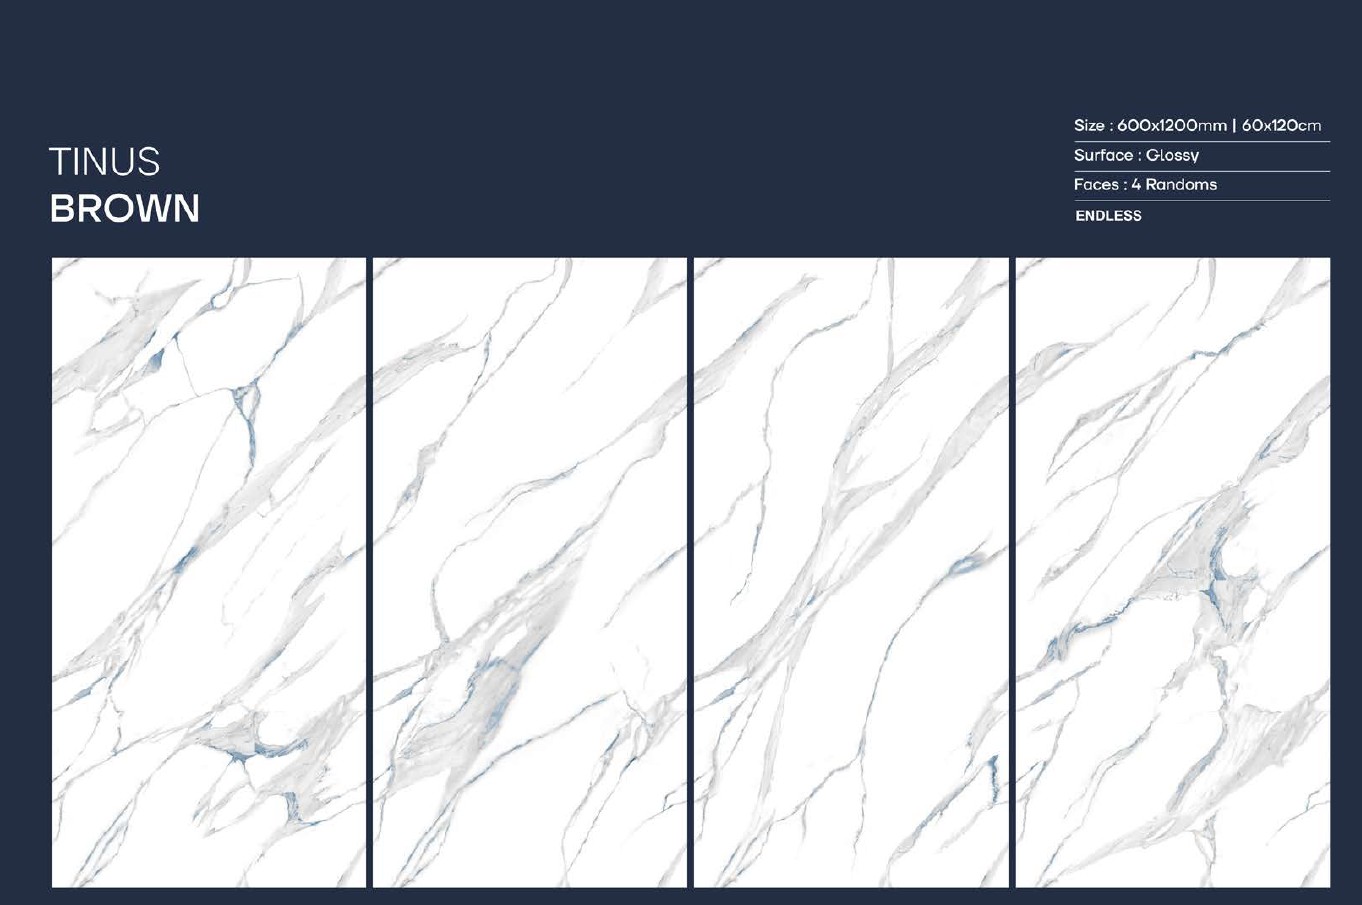 TINUS
BROWN
Size : 600x1200mm | 60x120cm
Surface : Glossy
Faces : 4 Randoms
ENDLESS